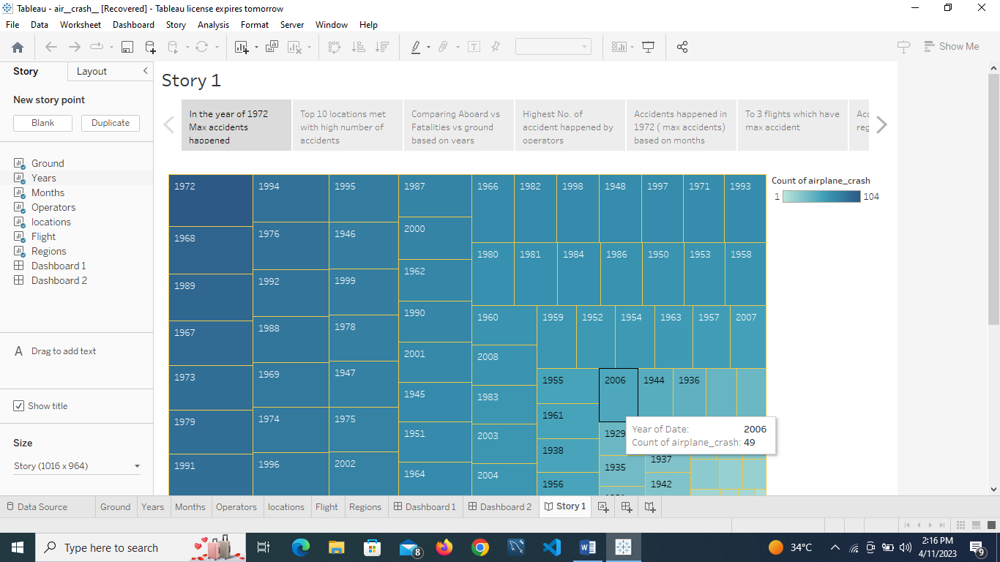 Tableau - air__crash__ [Recovered] - Tableau license expires tomorrow
File Data Worksheet Dashboard Story Analysis Format Server Window Help
Show Me
Story Layout
New story point
Blank Duplicate
Ground
Years
Months
Operators
locations
Flight
Regions
Dashboard 1
Dashboard 2
A Drag to add text
Show title
Size
Story (1016 x 964)
Story 1
In the year of 1972
Max accidents
happened
Top 10 locations met
with high number of
accidents
Comparing Aboard vs
Fatalities vs ground
based on years
Highest No. of
accident happened by
operators
Accidents happened in
1972 ( max accidents)
based on months
To 3 flights which have
max accident
1972 1994 1995 1987 1966 1982 1998 1948 1997 1971 1993
2000
1968 1976 1946
1980 1981 1984 1986 1950 1953 1958
1962
1989 1992 1999
1990 1960 1959 1952 1954 1963 1957 2007
1967 1988 1978
2001 2008
1973 1969 1947 1955 2006 1944 1936
1945 1983
1961
1979 1974 1975 1929
1951 2003 1938
1937
1991 1996 2002 1935
1964 2004 1956 1942
Year of Date: 2006
Count of airplane_crash: 49
Count of airplane_crash
1 104
Data Source Ground Years Months Operators locations Flight Regions Dashboard 1 Dashboard 2 Story 1
Type here to search
8
34°C
2:16 PM
4/11/2023
9